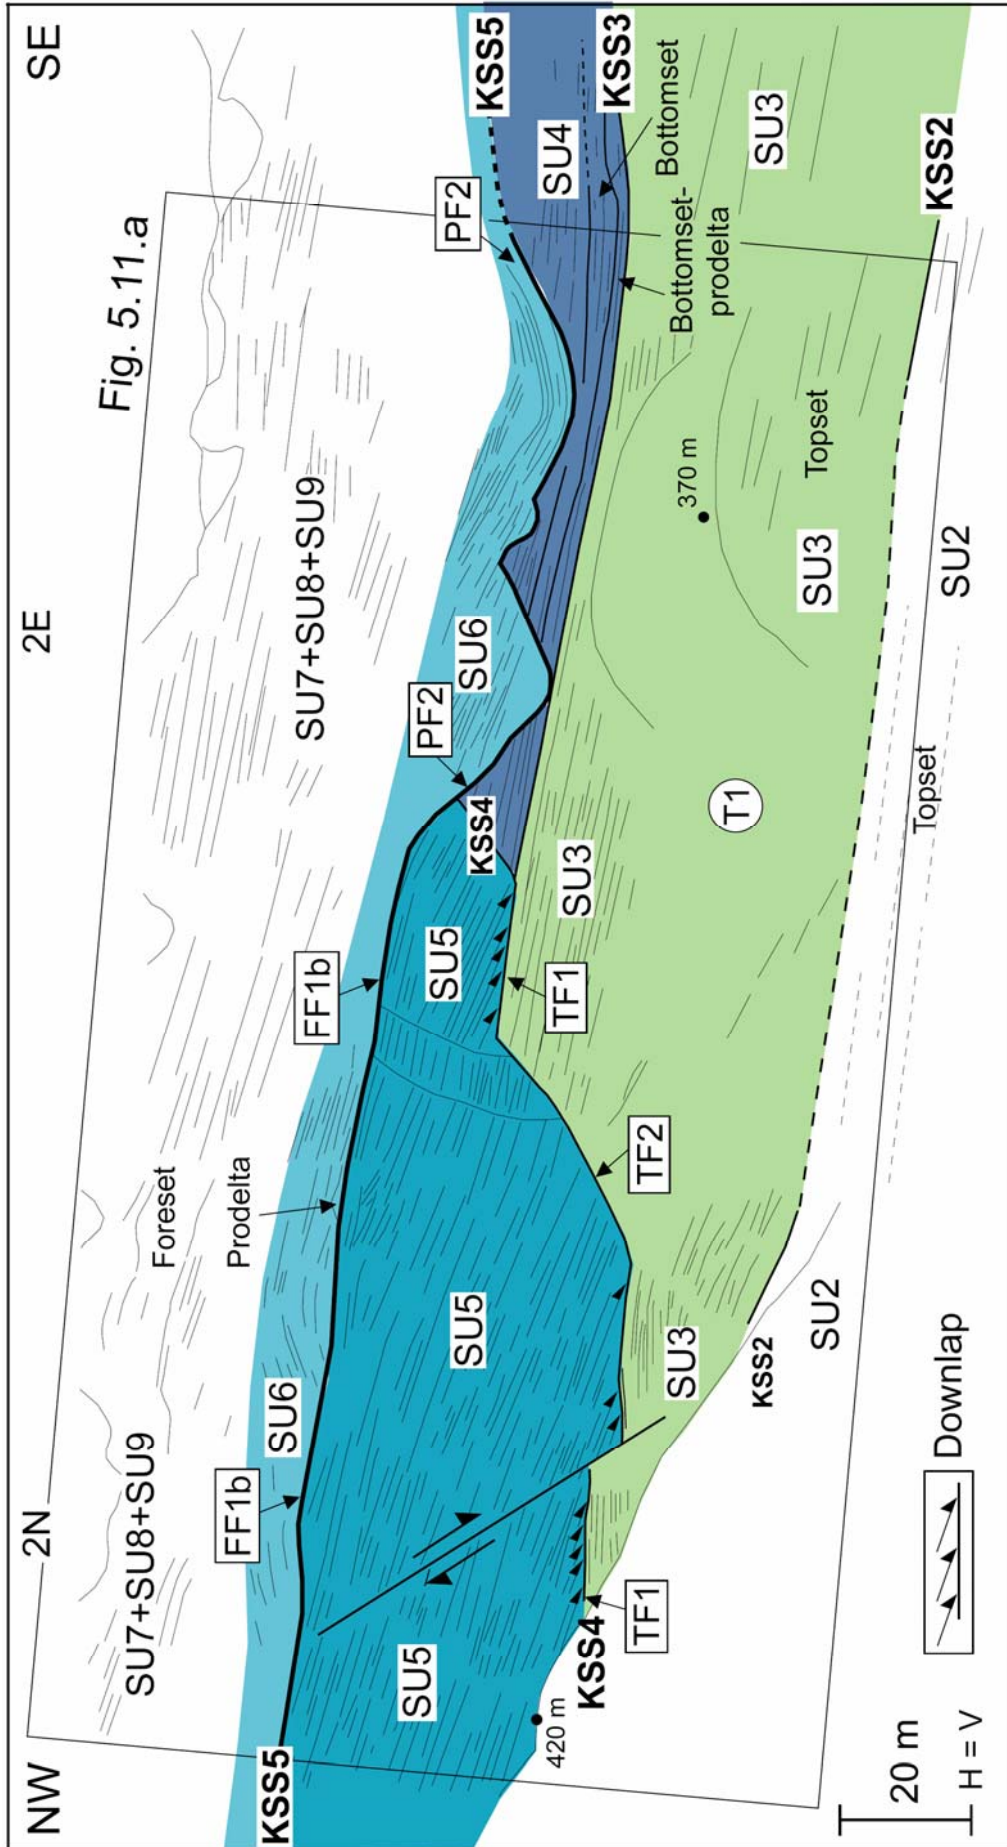 NW
2N
2E
SE
Fig. 5.11.a
SU7+SU8+SU9
SU7+SU8+SU9
Foreset
Prodelta
FF1b
FF1b
PF2
PF2
SU6
SU6
KSS5
KSS5
SU5
SU5
SU5
KSS4
KSS4
SU4
KSS3
Bottomset
Bottomset-
prodelta
TF1
TF1
TF2
SU3
SU3
SU3
SU3
T1
370 m
420 m
Topset
KSS2
KSS2
SU2
SU2
Topset
20 m
H = V
Downlap